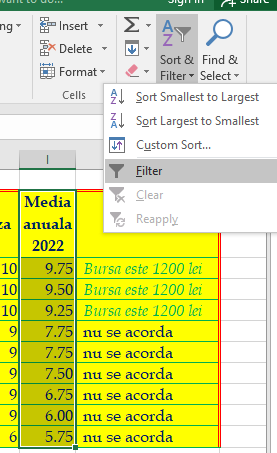 want to do...
Insert
Delete
Format
Cells
Sort &
Filter
Find &
Select
Sort Smallest to Largest
Sort Largest to Smallest
Custom Sort...
Filter
Clear
Reapply
I
Media
anuala
2022
za
10 9.75 Bursa este 1200 lei
10 9.50 Bursa este 1200 lei
10 9.25 Bursa este 1200 lei
9 7.75 nu se acorda
9 7.75 nu se acorda
9 7.50 nu se acorda
9 6.75 nu se acorda
9 6.00 nu se acorda
6 5.75 nu se acorda